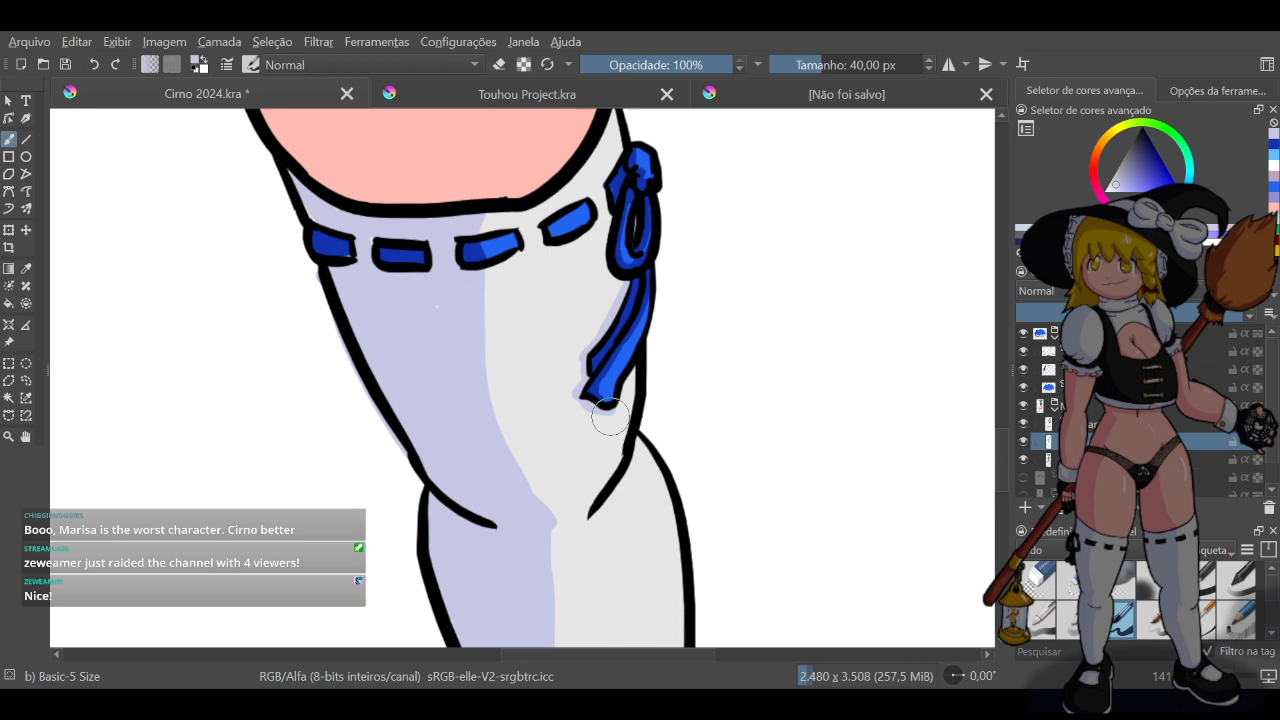 Arquivo Editar Exibir Imagem Camada Seleção Filtrar Ferramentas Configurações Janela Ajuda
Normal Opacidade: 100% Tamanho: 40,00 px
Cirno 2024.kra * Touhou Project.kra [Não foi salvo]
Seletor de cores avança... Opções da ferrame...
Seletor de cores avançado
Normal
CHIGGIENUGGIES
Booo, Marisa is the worst character. Cirno better
STREAMLABS
zeweamer just raided the channel with 4 viewers!
ZEWEAMER
Nice!
Pesquisar Filtro na tag
b) Basic-5 Size RGB/Alfa (8-bits inteiros/canal) sRGB-elle-V2-srgbtrc.icc 2.480 x 3.508 (257,5 MiB) 0,00° 141